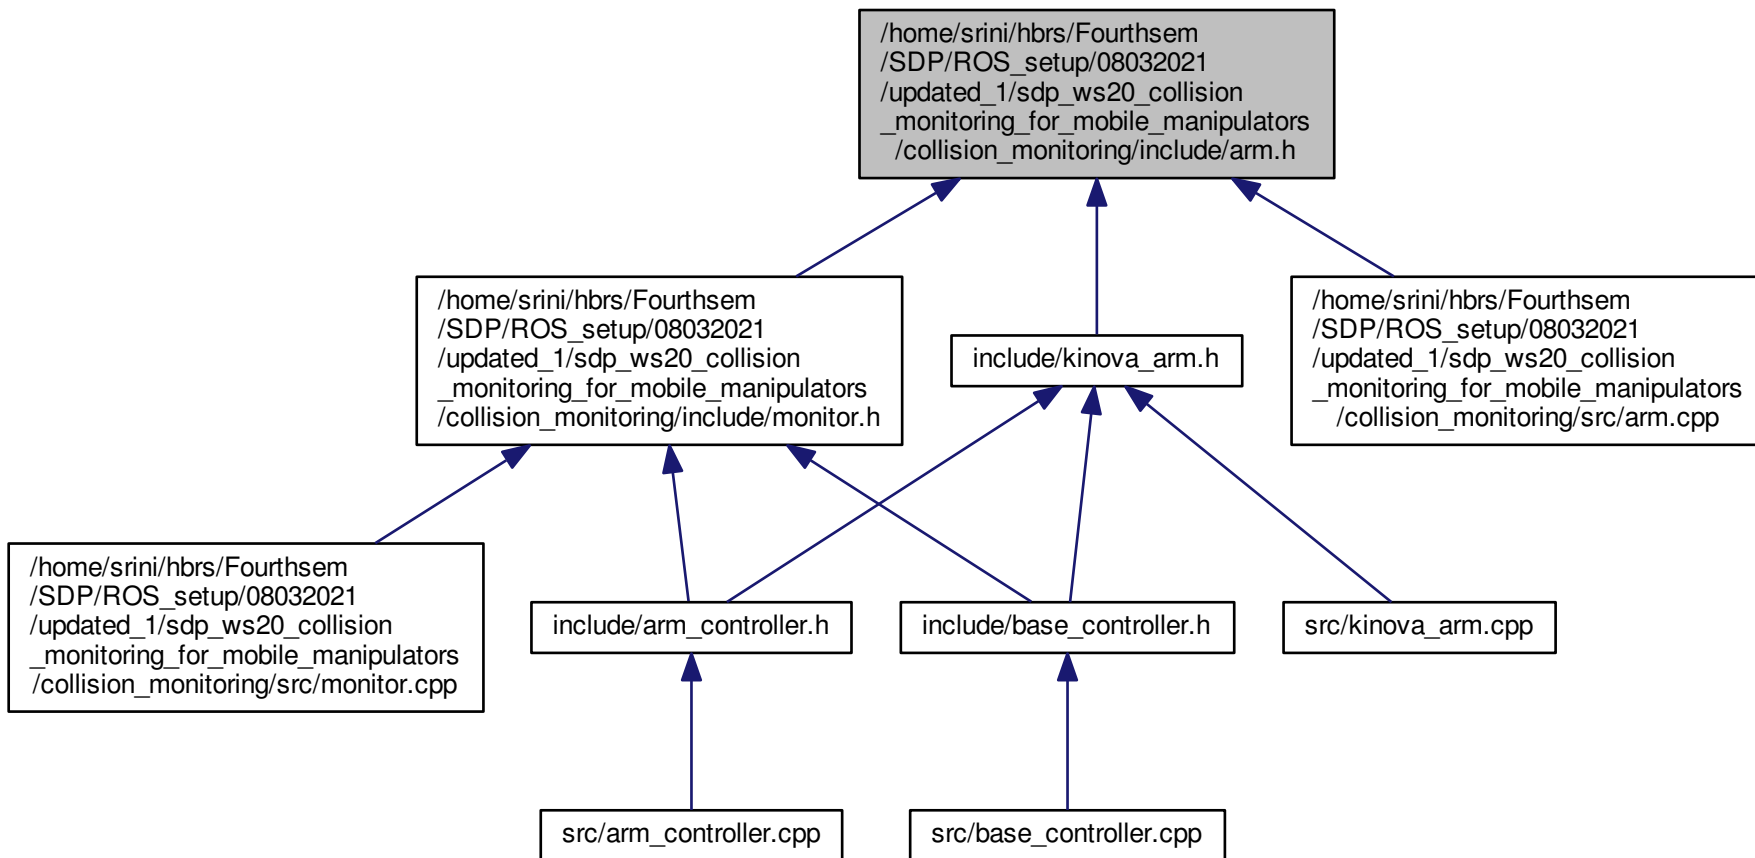 /home/srini/hbrs/Fourthsem
/SDP/ROS_setup/08032021
/updated_1/sdp_ws20_collision
_monitoring_for_mobile_manipulators
/collision_monitoring/include/arm.h
/home/srini/hbrs/Fourthsem
/SDP/ROS_setup/08032021
/updated_1/sdp_ws20_collision
_monitoring_for_mobile_manipulators
/collision_monitoring/include/monitor.h
include/kinova_arm.h
/home/srini/hbrs/Fourthsem
/SDP/ROS_setup/08032021
/updated_1/sdp_ws20_collision
_monitoring_for_mobile_manipulators
/collision_monitoring/src/arm.cpp
/home/srini/hbrs/Fourthsem
/SDP/ROS_setup/08032021
/updated_1/sdp_ws20_collision
_monitoring_for_mobile_manipulators
/collision_monitoring/src/monitor.cpp
include/arm_controller.h
include/base_controller.h
src/kinova_arm.cpp
src/arm_controller.cpp
src/base_controller.cpp